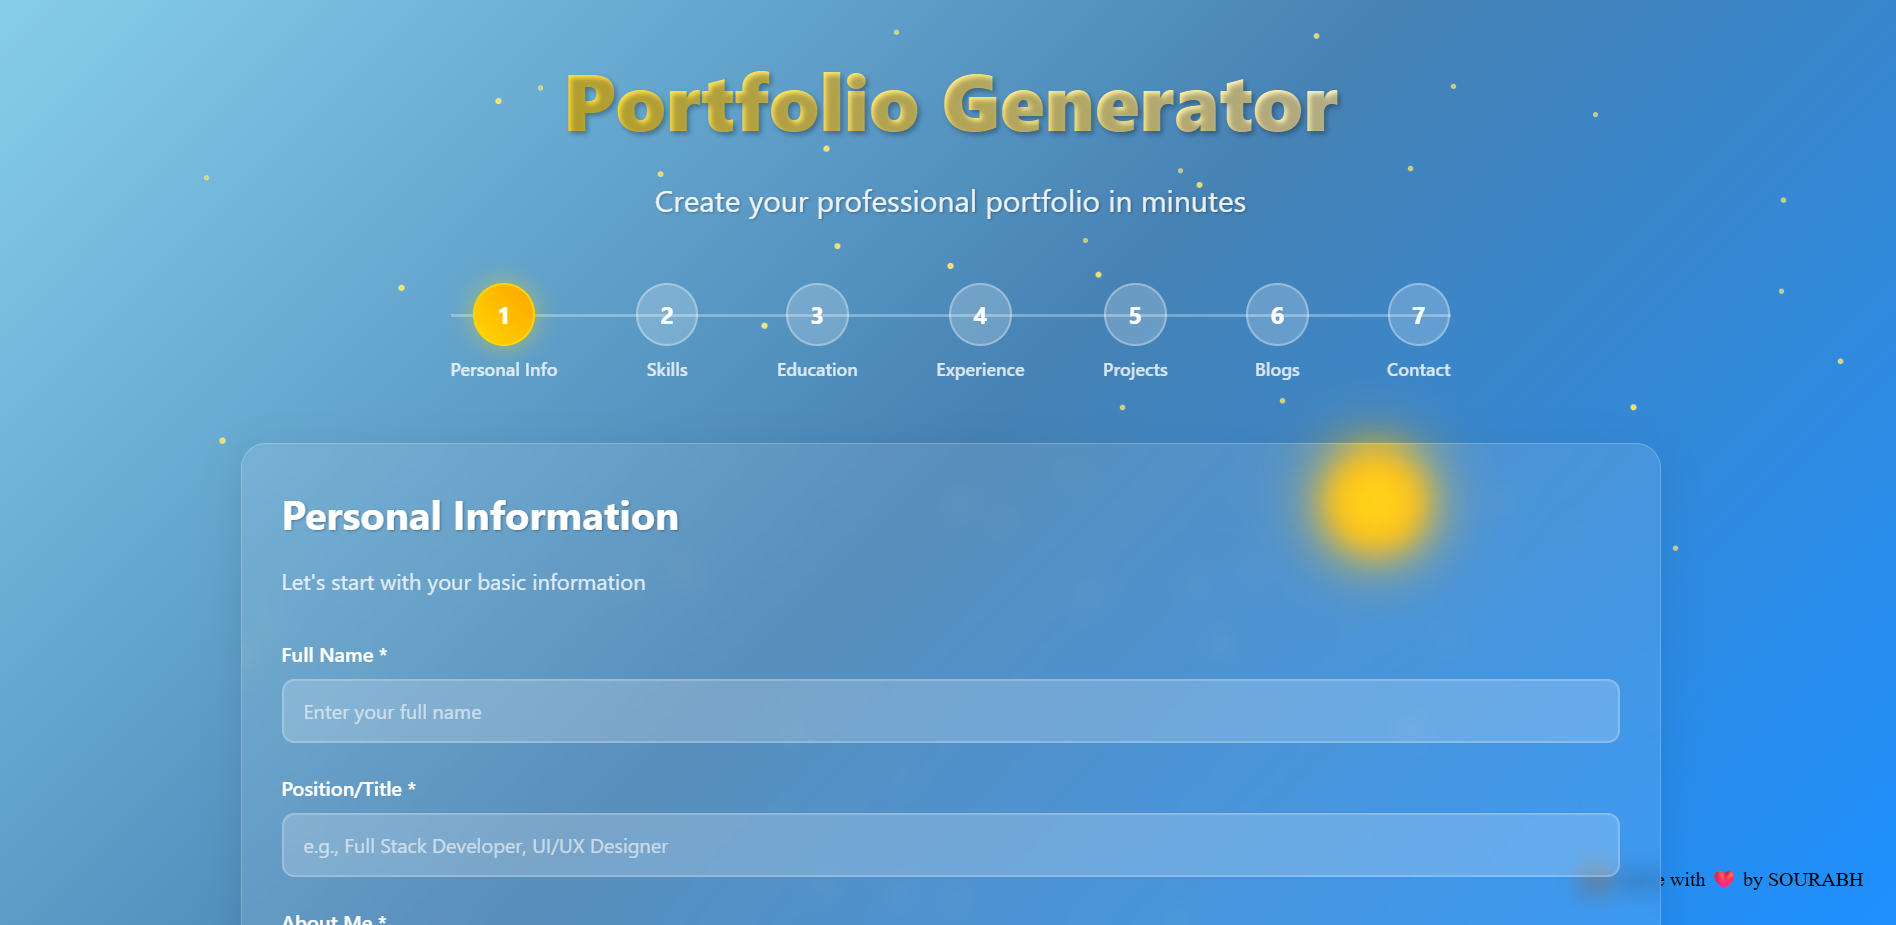 Portfolio Generator
Create your professional portfolio in minutes
1 2 3 4 5 6 7
Personal Info Skills Education Experience Projects Blogs Contact
Personal Information
Let's start with your basic information
Full Name *
Enter your full name
Position/Title *
e.g., Full Stack Developer, UI/UX Designer
with ❤️ by SOURABH
About Me *